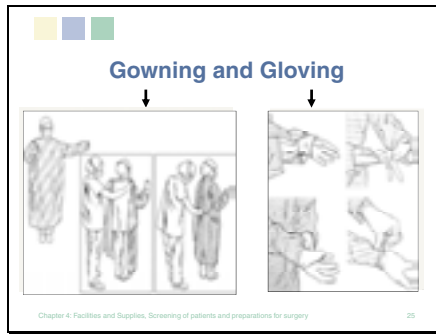 Gowning and Gloving
Chapter 4: Facilities and Supplies, Screening of patients and preparations for surgery 25